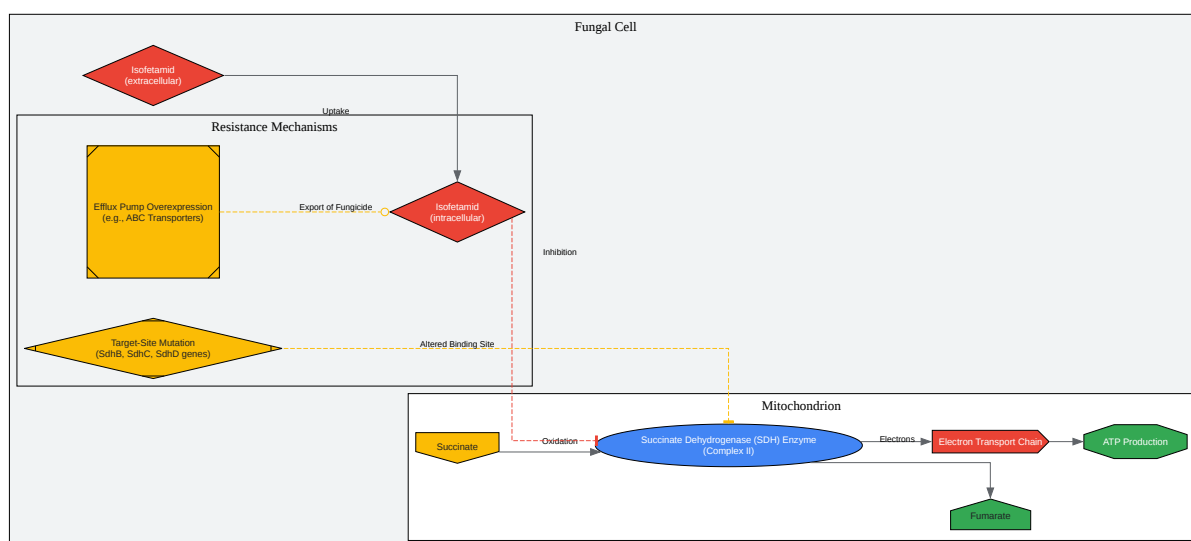 Fungal Cell
Isofetamid
(extracellular)
Uptake
Resistance Mechanisms
Efflux Pump Overexpression
(e.g., ABC Transporters)
Export of Fungicide
Isofetamid
(intracellular)
Inhibition
Target-Site Mutation
(SdhB, SdhC, SdhD genes)
Altered Binding Site
Mitochondrion
Succinate
Oxidation
Succinate Dehydrogenase (SDH) Enzyme
(Complex II)
Electrons
Electron Transport Chain
ATP Production
Fumarate